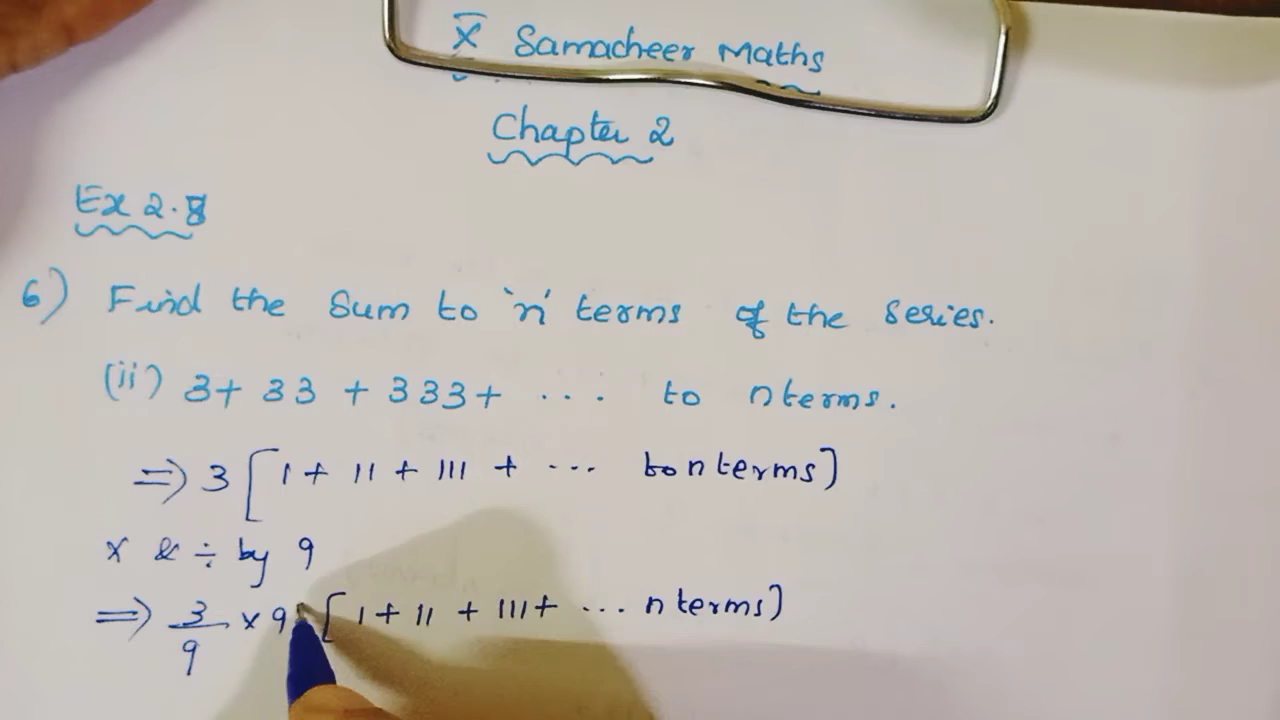 X Samacheer Maths
Chapter 2
Ex 2.8
6) Find the Sum to 'n' terms of the series.
(ii) 3+ 33 + 333+ ... to n terms.
⇒ 3 [ 1 + 11 + 111 + ... to n terms]
× & ÷ by 9
⇒ 3/9 × 9 [ 1 + 11 + 111 + ... n terms]